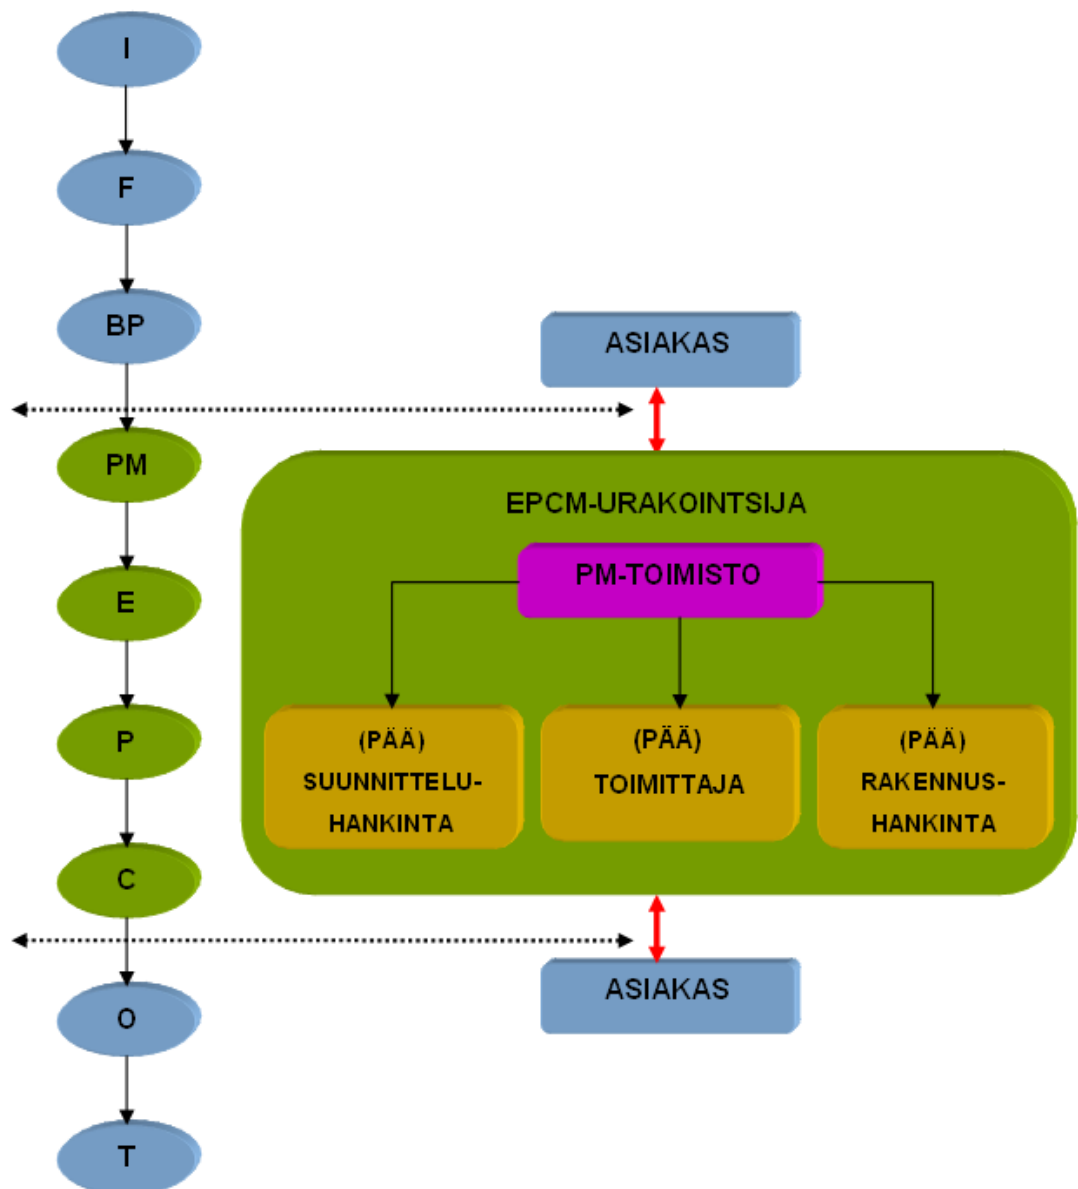 I
F
BP
PM
E
P
C
O
T
ASIAKAS
EPCM-URAKOINTSIJA
PM-TOIMISTO
(PÄÄ)
SUUNNITTELU-
HANKINTA
(PÄÄ)
TOIMITTAJA
(PÄÄ)
RAKENNUS-
HANKINTA
ASIAKAS